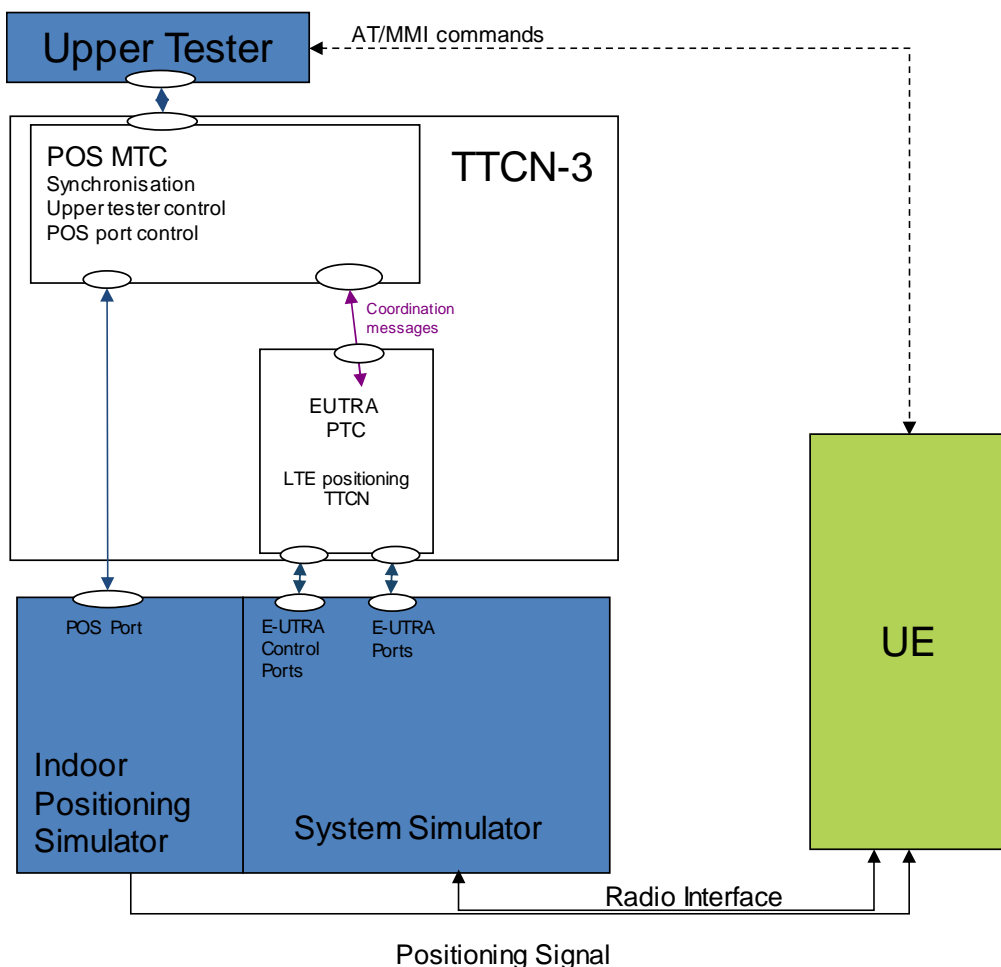 Upper Tester
AT/MMI commands
POS MTC
Synchronisation
Upper tester control
POS port control
TTCN-3
Coordination
messages
EUTRA
PTC
LTE positioning
TTCN
POS Port
E-UTRA
Control
Ports
E-UTRA
Ports
UE
Indoor
Positioning
Simulator
System Simulator
Radio Interface
Positioning Signal